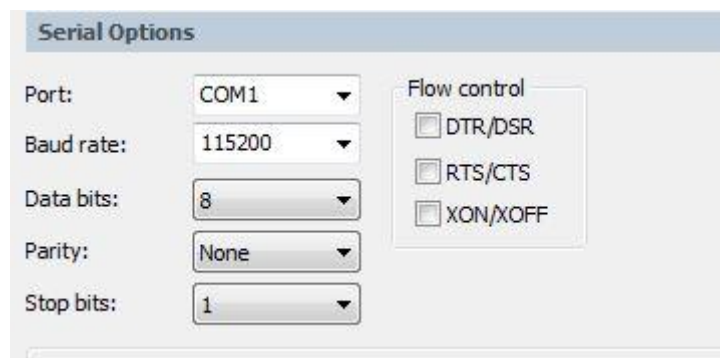 Serial Options
Port: COM1
Baud rate: 115200
Data bits: 8
Parity: None
Stop bits: 1
Flow control
DTR/DSR
RTS/CTS
XON/XOFF